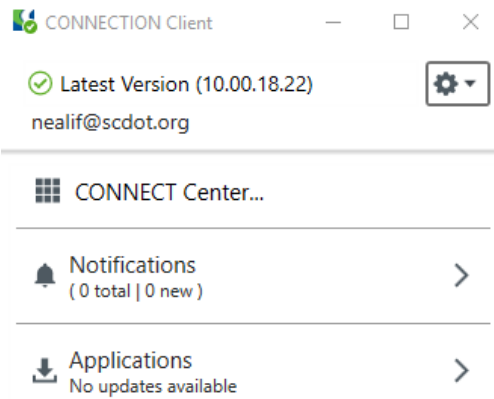 CONNECTION Client
Latest Version (10.00.18.22)
nealif@scdot.org
CONNECT Center...
Notifications
( 0 total | 0 new )
Applications
No updates available